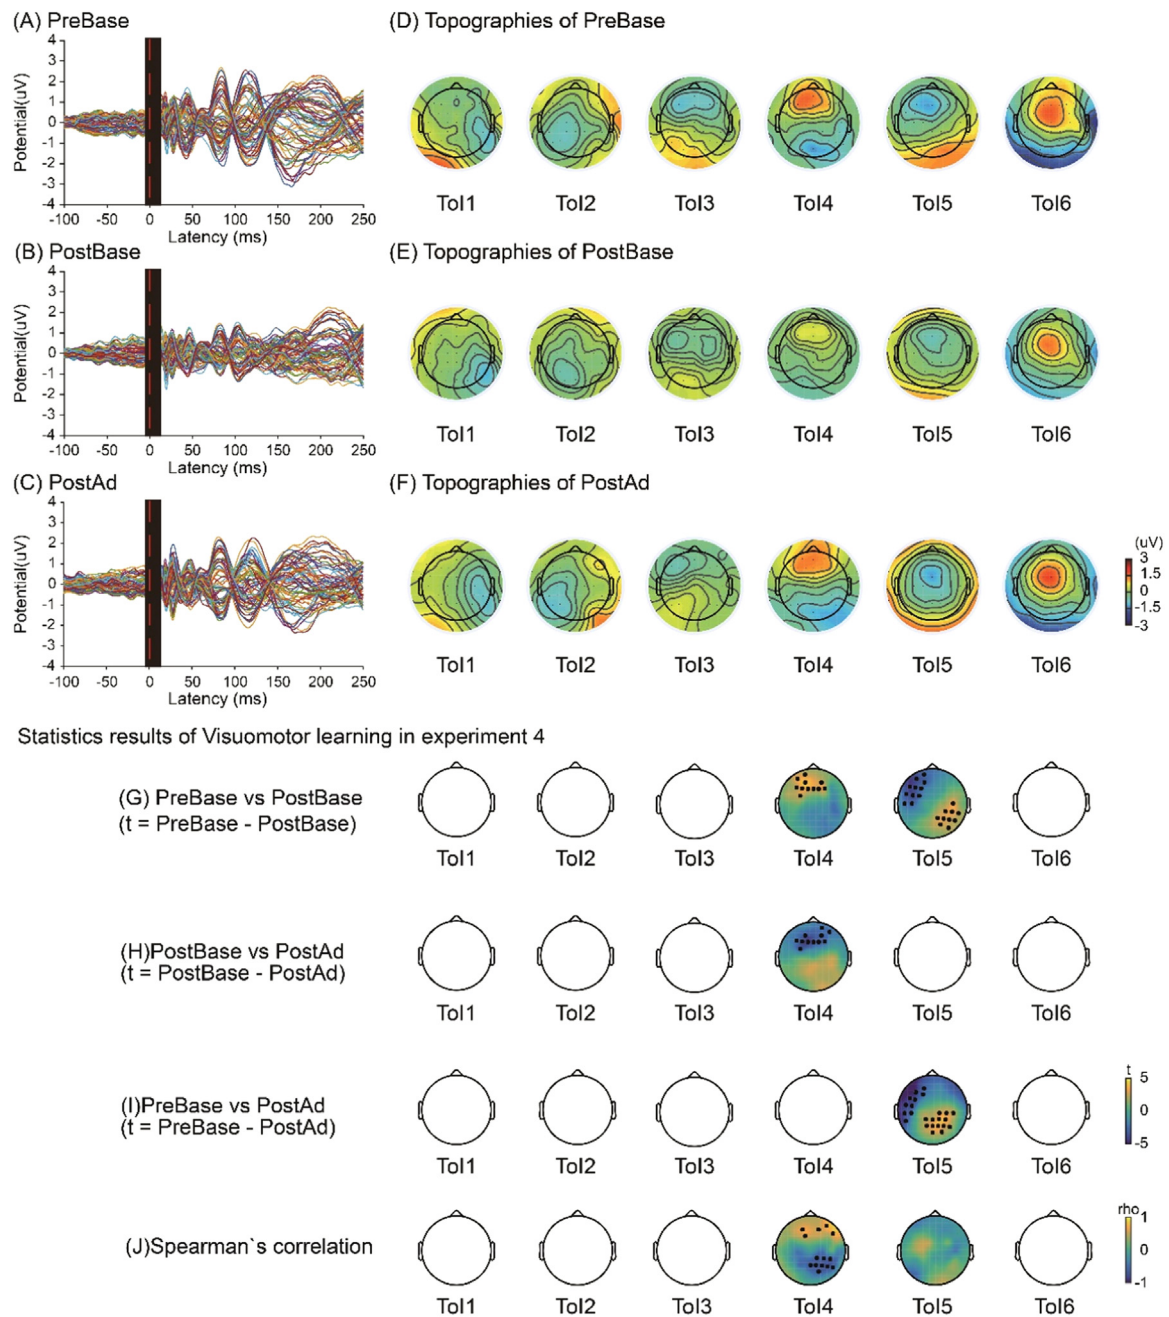 (A) PreBase
(D) Topographies of PreBase
Potential(uV)
4
3
2
1
0
-1
-2
-3
-4
-100 -50 0 50 100 150 200 250
Latency (ms)
ToI1 ToI2 ToI3 ToI4 ToI5 ToI6
(B) PostBase
(E) Topographies of PostBase
Potential(uV)
4
3
2
1
0
-1
-2
-3
-4
-100 -50 0 50 100 150 200 250
Latency (ms)
ToI1 ToI2 ToI3 ToI4 ToI5 ToI6
(C) PostAd
(F) Topographies of PostAd
Potential(uV)
4
3
2
1
0
-1
-2
-3
-4
-100 -50 0 50 100 150 200 250
Latency (ms)
(uV)
3
1.5
0
-1.5
-3
ToI1 ToI2 ToI3 ToI4 ToI5 ToI6
Statistics results of Visuomotor learning in experiment 4
(G) PreBase vs PostBase
(t = PreBase - PostBase)
ToI1 ToI2 ToI3 ToI4 ToI5 ToI6
(H)PostBase vs PostAd
(t = PostBase - PostAd)
ToI1 ToI2 ToI3 ToI4 ToI5 ToI6
(I)PreBase vs PostAd
(t = PreBase - PostAd)
t
5
0
-5
ToI1 ToI2 ToI3 ToI4 ToI5 ToI6
(J)Spearman`s correlation
rho
1
0
-1
ToI1 ToI2 ToI3 ToI4 ToI5 ToI6